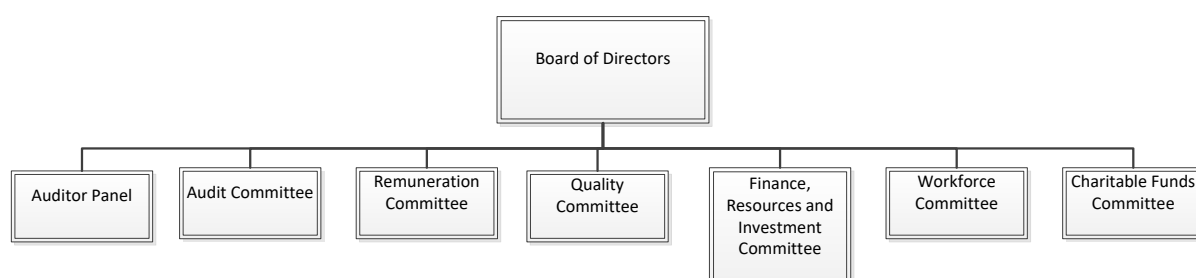 Board of Directors
Auditor Panel
Audit Committee
Remuneration
Committee
Quality
Committee
Finance,
Resources and
Investment
Committee
Workforce
Committee
Charitable Funds
Committee